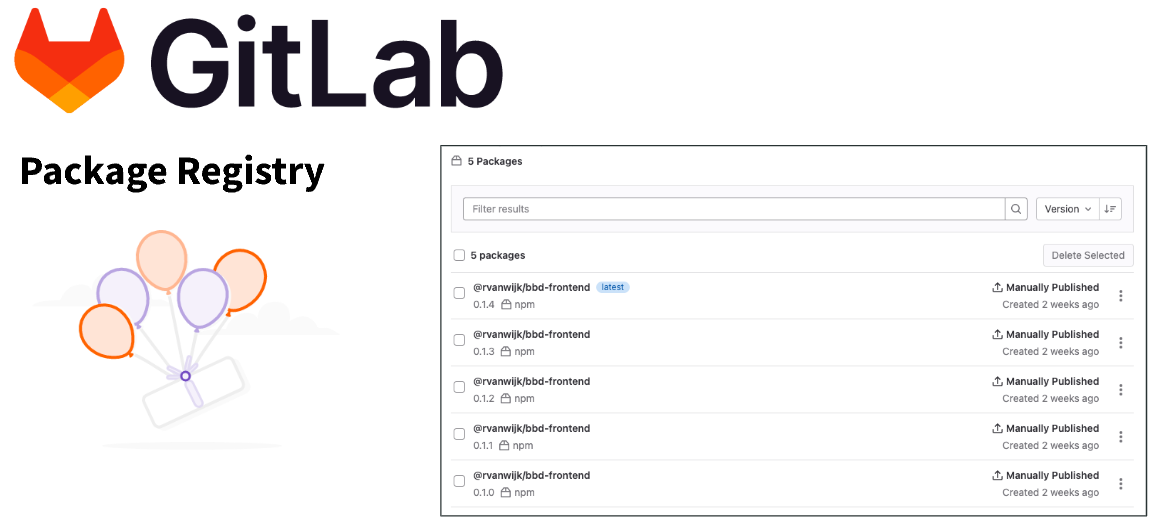 GitLab
Package Registry
5 Packages
Filter results
Version
5 packages
Delete Selected
@rvanwijk/bbd-frontend latest
Manually Published
0.1.4 npm
Created 2 weeks ago
@rvanwijk/bbd-frontend
Manually Published
0.1.3 npm
Created 2 weeks ago
@rvanwijk/bbd-frontend
Manually Published
0.1.2 npm
Created 2 weeks ago
@rvanwijk/bbd-frontend
Manually Published
0.1.1 npm
Created 2 weeks ago
@rvanwijk/bbd-frontend
Manually Published
0.1.0 npm
Created 2 weeks ago